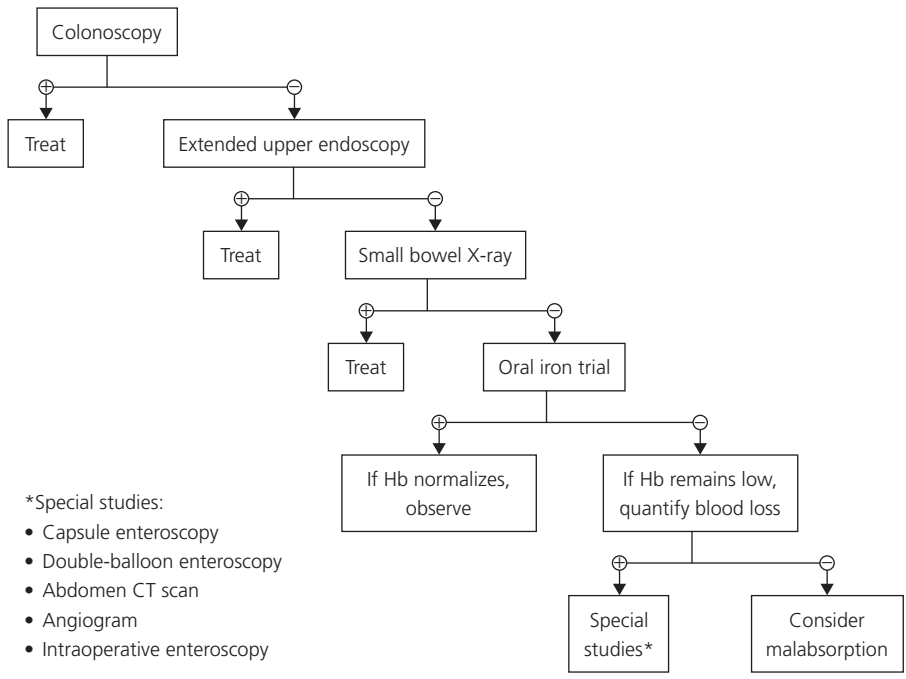 Colonoscopy
⊕
⊖
Treat
Extended upper endoscopy
⊕
⊖
Treat
Small bowel X-ray
⊕
⊖
Treat
Oral iron trial
⊕
⊖
If Hb normalizes,
observe
If Hb remains low,
quantify blood loss
⊕
⊖
Special
studies*
Consider
malabsorption
*Special studies:
• Capsule enteroscopy
• Double-balloon enteroscopy
• Abdomen CT scan
• Angiogram
• Intraoperative enteroscopy